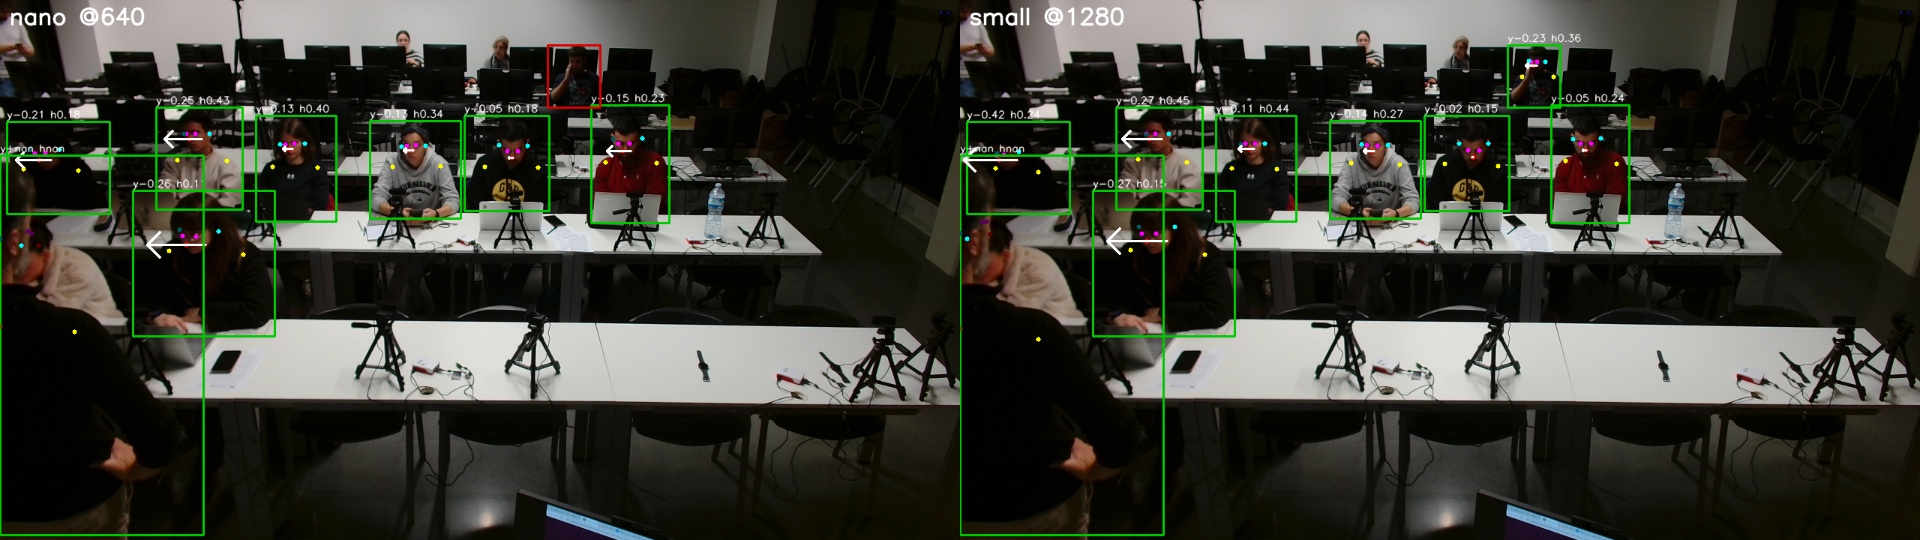 nano @640
small @1280
y-0.21 h0.18
y-0.25 h0.43
y-0.13 h0.40
y-0.13 h0.34
y-0.05 h0.18
y-0.15 h0.23
y+nan hnan
y-0.26 h0.1
y-0.23 h0.36
y-0.42 h0.24
y-0.27 h0.45
y-0.11 h0.44
y-0.14 h0.27
y-0.02 h0.15
y-0.05 h0.24
y+nan hnan
y-0.27 h0.15